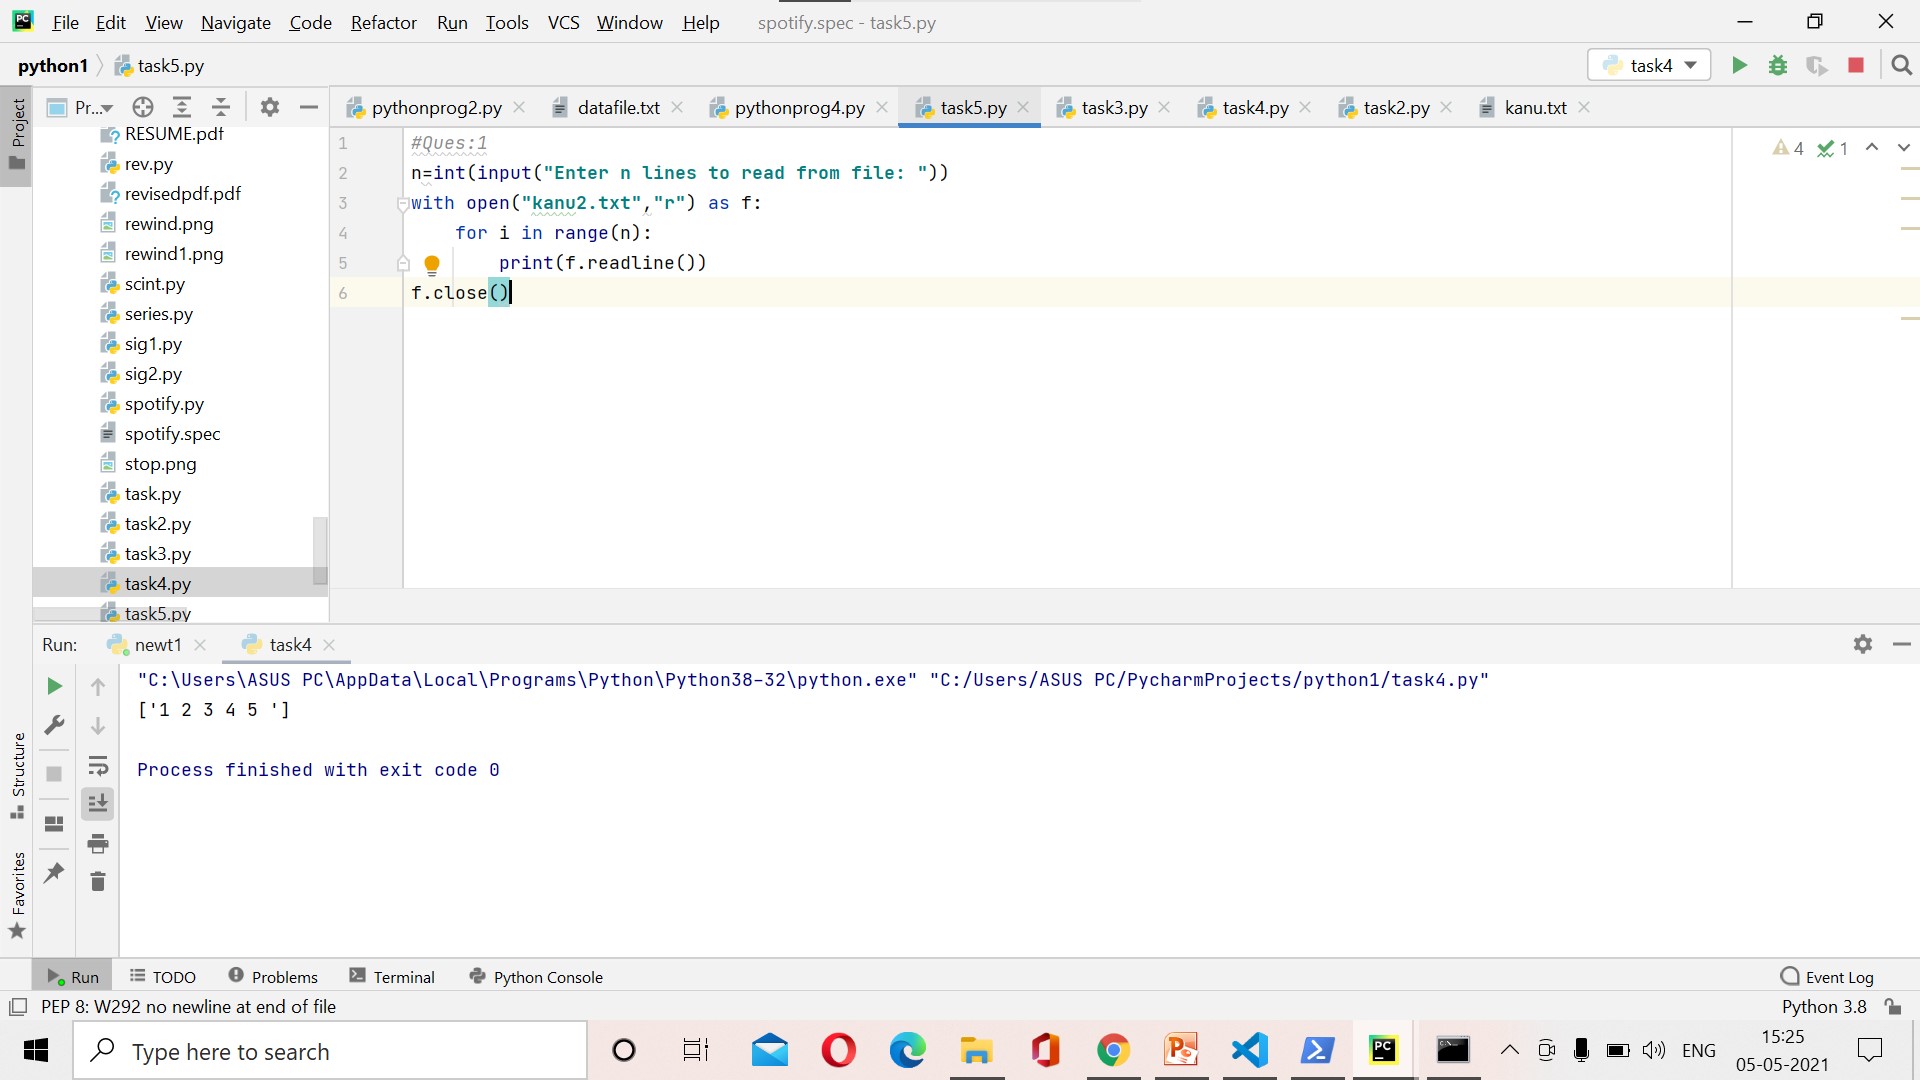 File Edit View Navigate Code Refactor Run Tools VCS Window Help spotify.spec - task5.py
python1 task5.py task4
Project Pr... pythonprog2.py datafile.txt pythonprog4.py task5.py task3.py task4.py task2.py kanu.txt
RESUME.pdf
rev.py
revisedpdf.pdf
rewind.png
rewind1.png
scint.py
series.py
sig1.py
sig2.py
spotify.py
spotify.spec
stop.png
task.py
task2.py
task3.py
task4.py
task5.py
1 #Ques:1
2 n=int(input("Enter n lines to read from file: "))
3 with open("kanu2.txt","r") as f:
4 for i in range(n):
5 print(f.readline())
6 f.close()
4 1
Run: newt1 task4
"C:\Users\ASUS PC\AppData\Local\Programs\Python\Python38-32\python.exe" "C:/Users/ASUS PC/PycharmProjects/python1/task4.py"
['1 2 3 4 5 ']
Process finished with exit code 0
Structure
Favorites
Run TODO Problems Terminal Python Console Event Log
PEP 8: W292 no newline at end of file Python 3.8
Type here to search ENG 15:25
05-05-2021